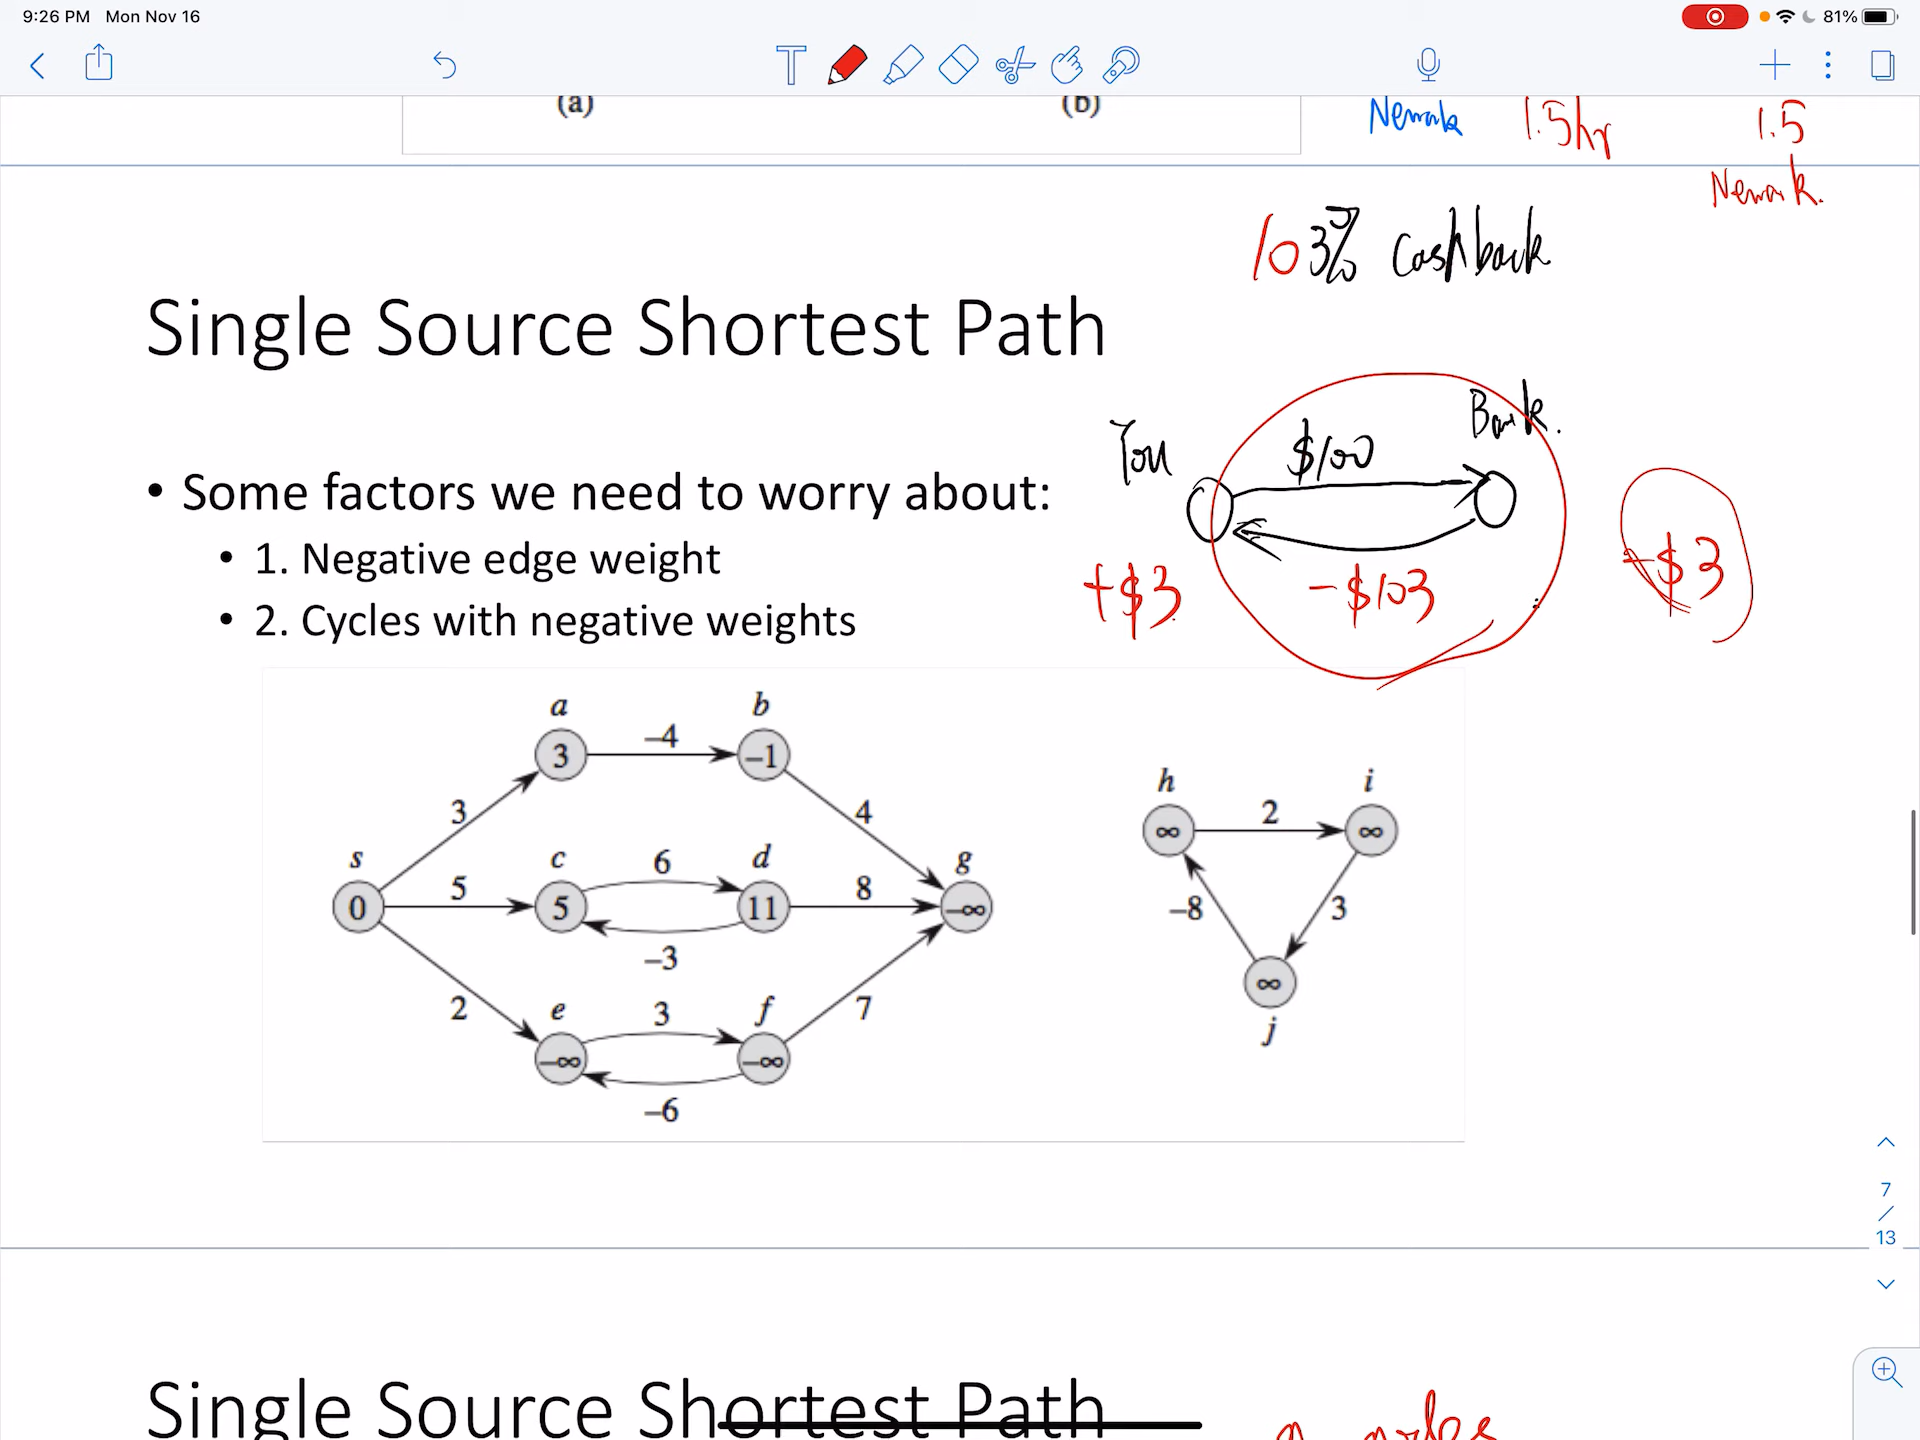 9:26 PM Mon Nov 16
81%
(a) (b)
Newark 1.5hr 1.5
Newark.
103% Cashback
Single Source Shortest Path
You $100 Bank.
• Some factors we need to worry about:
• 1. Negative edge weight
• 2. Cycles with negative weights
+$3 -$103 $3
a b
3 -4 -1
3 4
h i
∞ 2 ∞
s c 6 d g
0 5 5 11 8 -∞
-3
-8 3
∞
j
2 e 3 f 7
-∞ -∞
-6
7
/
13
Single Source Shortest Path